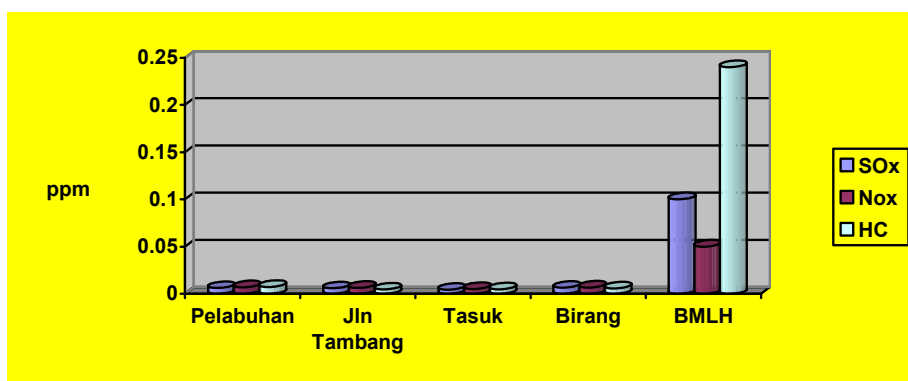 0.25
0.2
0.15
0.1
0.05
0
ppm
Pelabuhan
Jln
Tambang
Tasuk
Birang
BMLH
SOx
Nox
HC